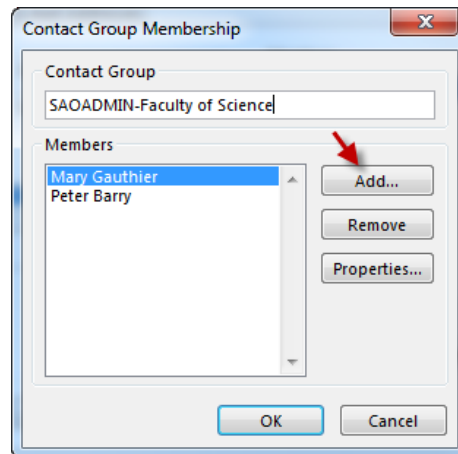 Contact Group Membership
Contact Group
SAOADMIN-Faculty of Science
Members
Mary Gauthier
Peter Barry
Add...
Remove
Properties...
OK
Cancel